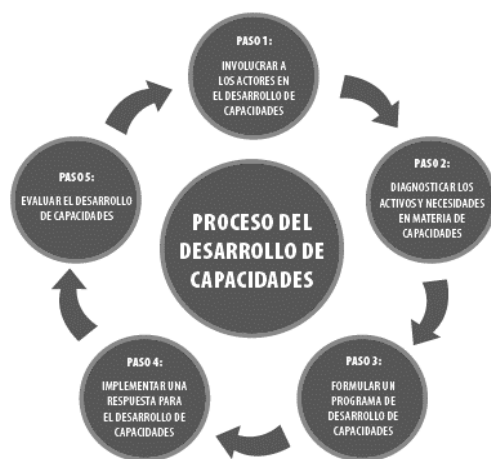 PASO 1:
INVOLUCRAR A
LOS ACTORES EN
EL DESARROLLO DE
CAPACIDADES
PASO 2:
DIAGNOSTICAR LOS
ACTIVOS Y NECESIDADES
EN MATERIA DE
CAPACIDADES
PASO 3:
FORMULAR UN
PROGRAMA DE
DESARROLLO DE
CAPACIDADES
PASO 4:
IMPLEMENTAR UNA
RESPUESTA PARA
EL DESARROLLO DE
CAPACIDADES
PASO 5:
EVALUAR EL DESARROLLO
DE CAPACIDADES
PROCESO DEL
DESARROLLO DE
CAPACIDADES